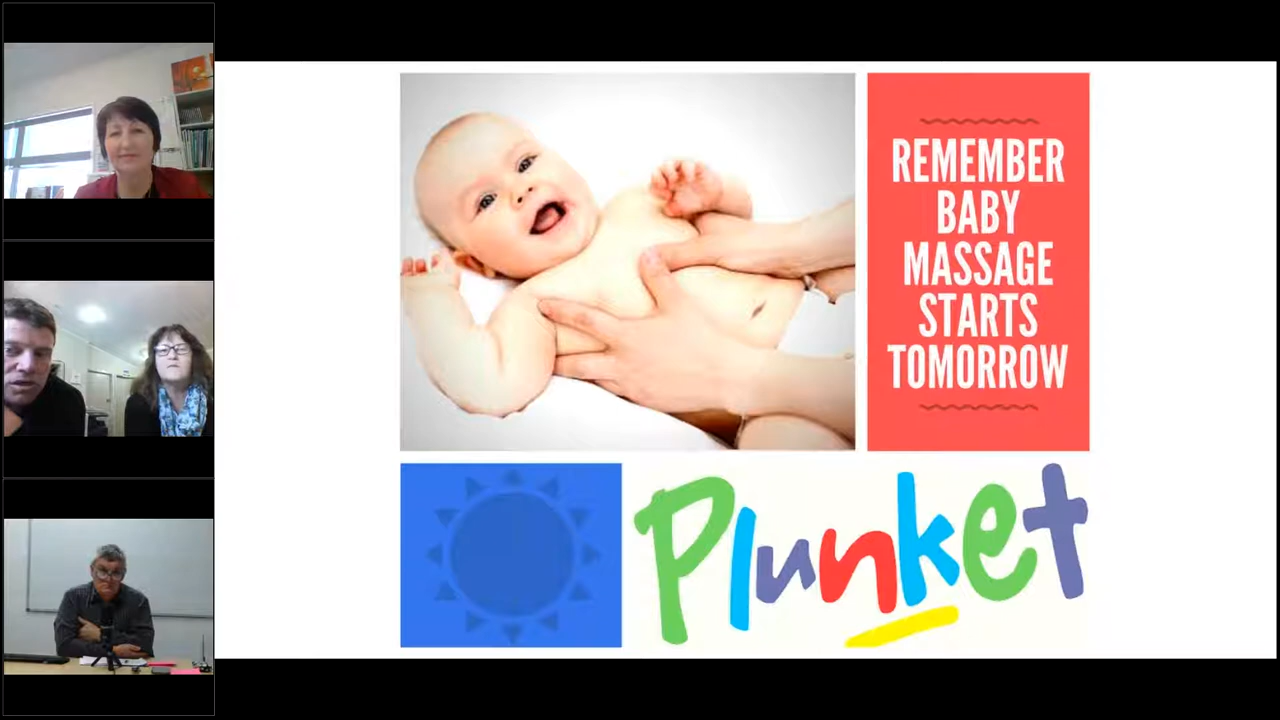 REMEMBER
BABY
MASSAGE
STARTS
TOMORROW
Plunket